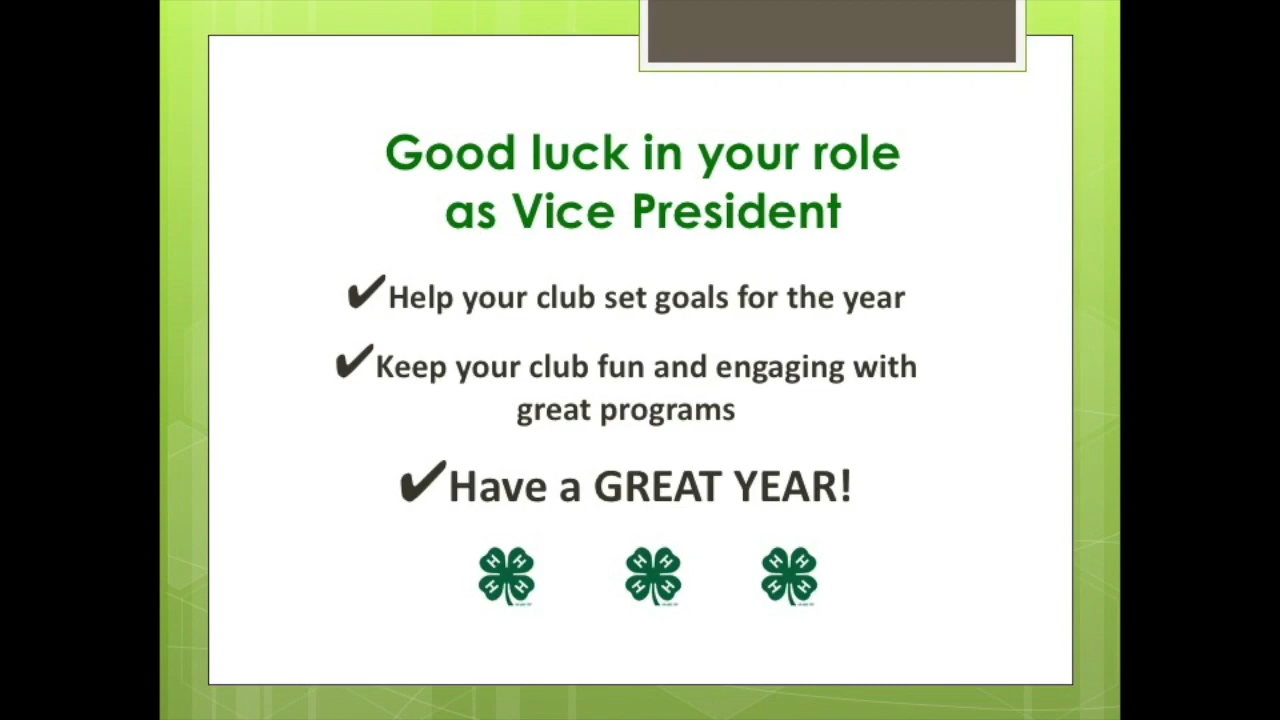 Good luck in your role
as Vice President
✔Help your club set goals for the year
✔Keep your club fun and engaging with
great programs
✔Have a GREAT YEAR!
H H H H
H H H H
H H H H